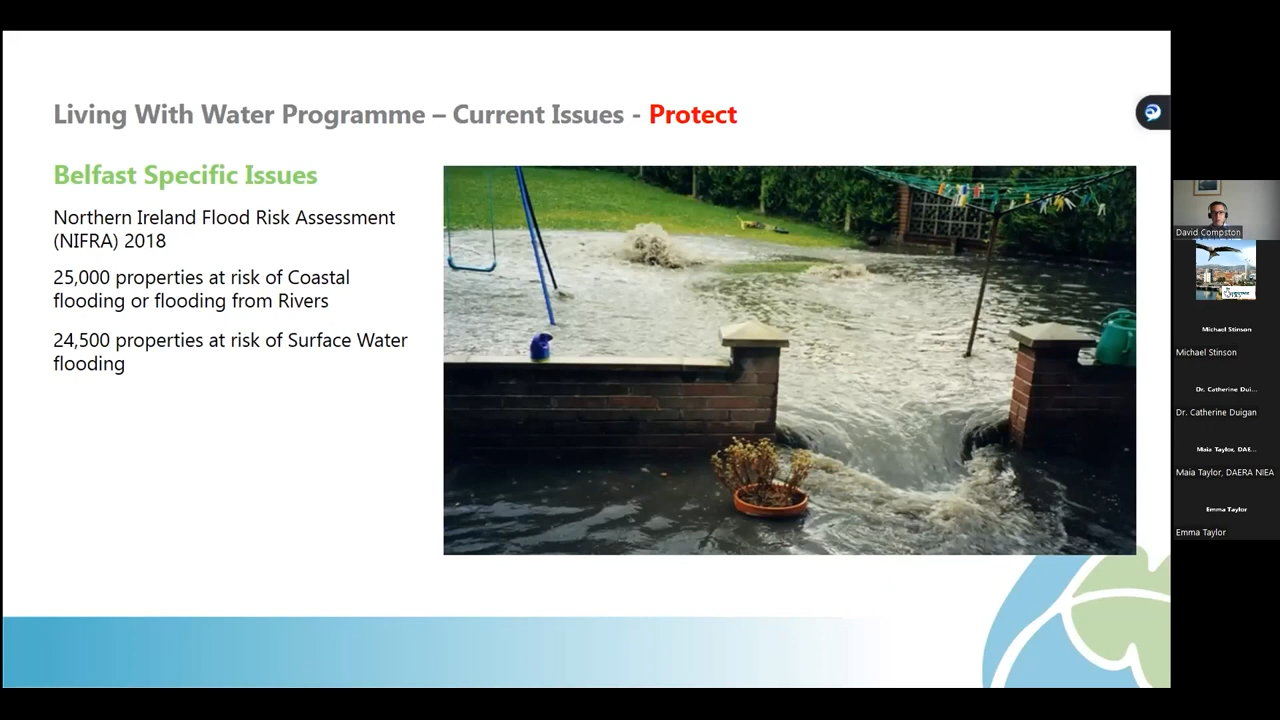 Living With Water Programme – Current Issues - Protect
Belfast Specific Issues
Northern Ireland Flood Risk Assessment
(NIFRA) 2018
25,000 properties at risk of Coastal
flooding or flooding from Rivers
24,500 properties at risk of Surface Water
flooding
David Compston
Michael Stinson
Michael Stinson
Dr. Catherine Dui...
Dr. Catherine Duigan
Maia Taylor, DAE...
Maia Taylor, DAERA NIEA
Emma Taylor
Emma Taylor